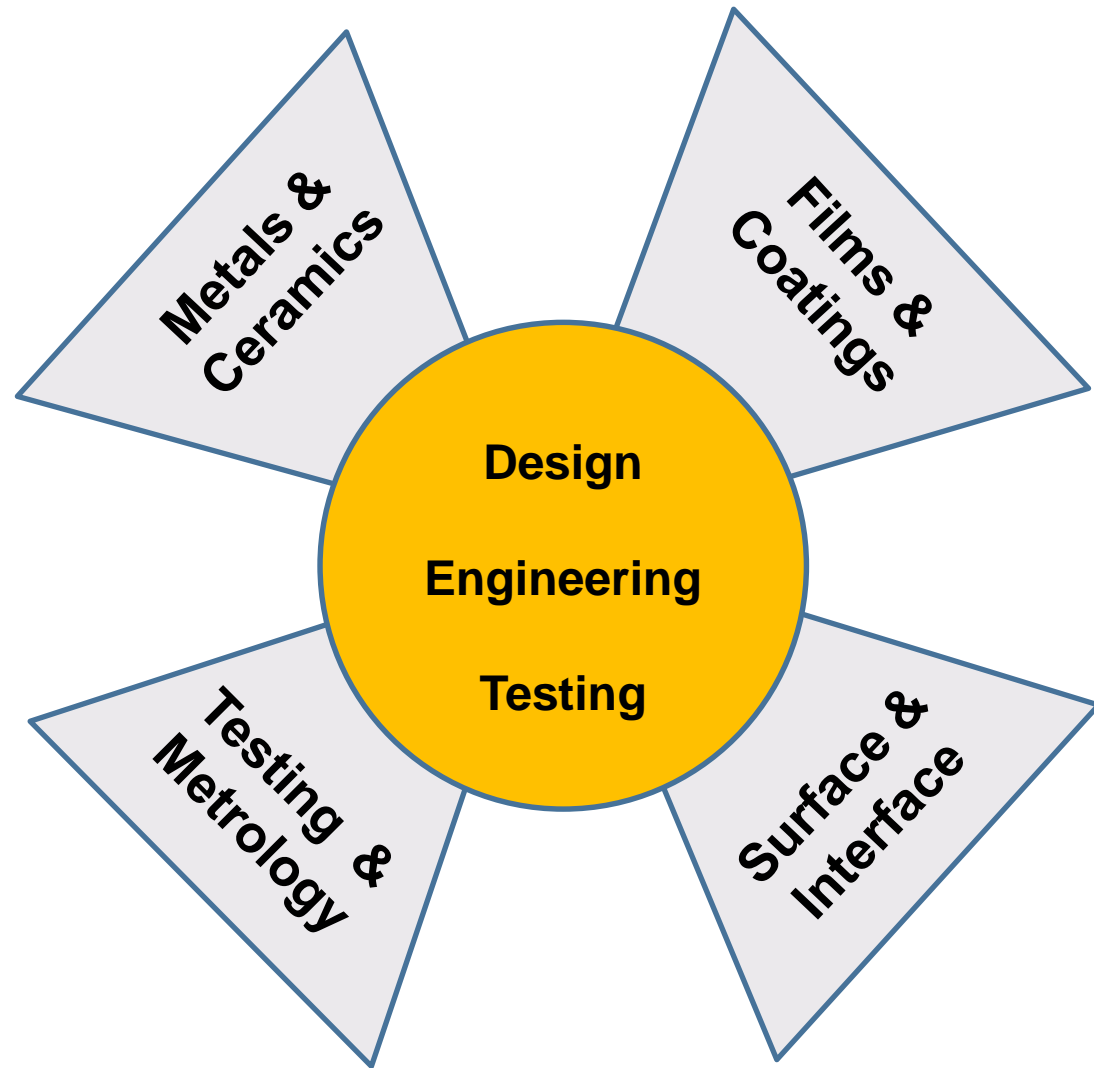 Metals &
Ceramics
Films &
Coatings
Design
Engineering
Testing
Testing &
Metrology
Surface &
Interface